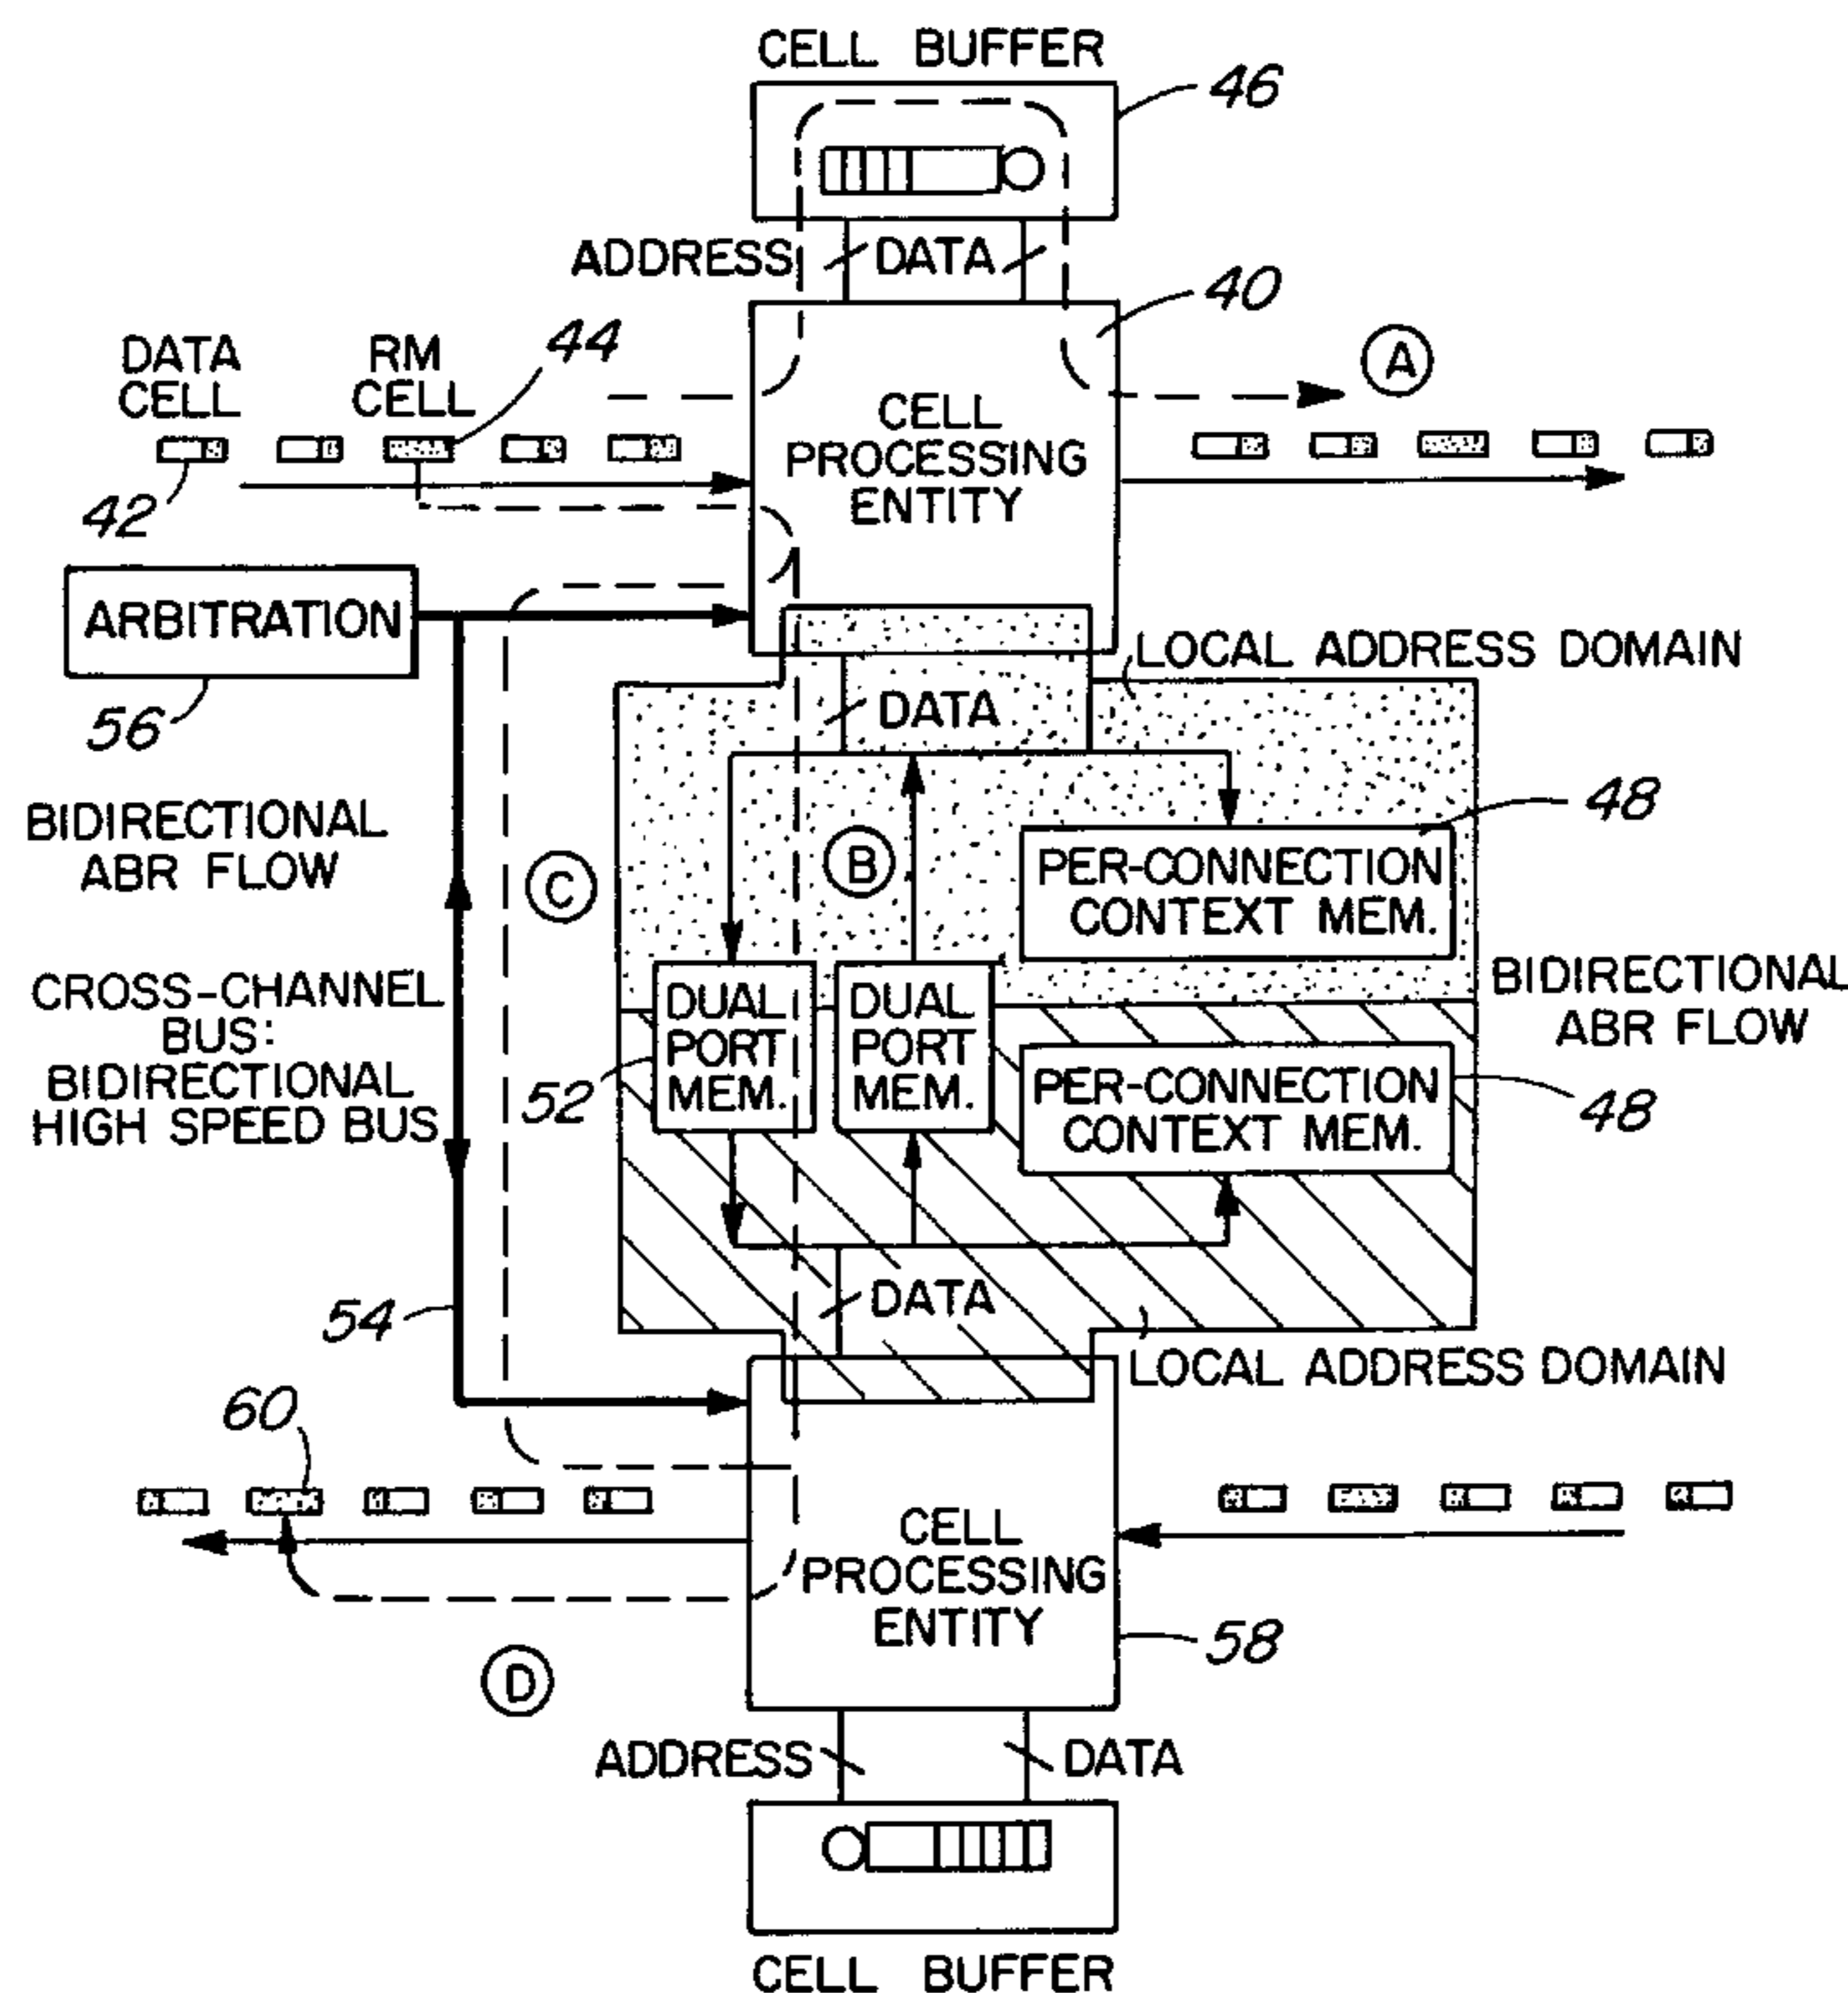 CELL BUFFER
46
ADDRESS
DATA
40
DATA
CELL
RM
CELL
44
A
CELL
PROCESSING
ENTITY
42
ARBITRATION
56
LOCAL ADDRESS DOMAIN
DATA
BIDIRECTIONAL
ABR FLOW
C
B
48
PER-CONNECTION
CONTEXT MEM.
CROSS-CHANNEL
BUS:
BIDIRECTIONAL
HIGH SPEED BUS
52
DUAL
PORT
MEM.
DUAL
PORT
MEM.
BIDIRECTIONAL
ABR FLOW
PER-CONNECTION
CONTEXT MEM.
48
DATA
54
LOCAL ADDRESS DOMAIN
60
CELL
PROCESSING
ENTITY
58
D
ADDRESS
DATA
CELL BUFFER